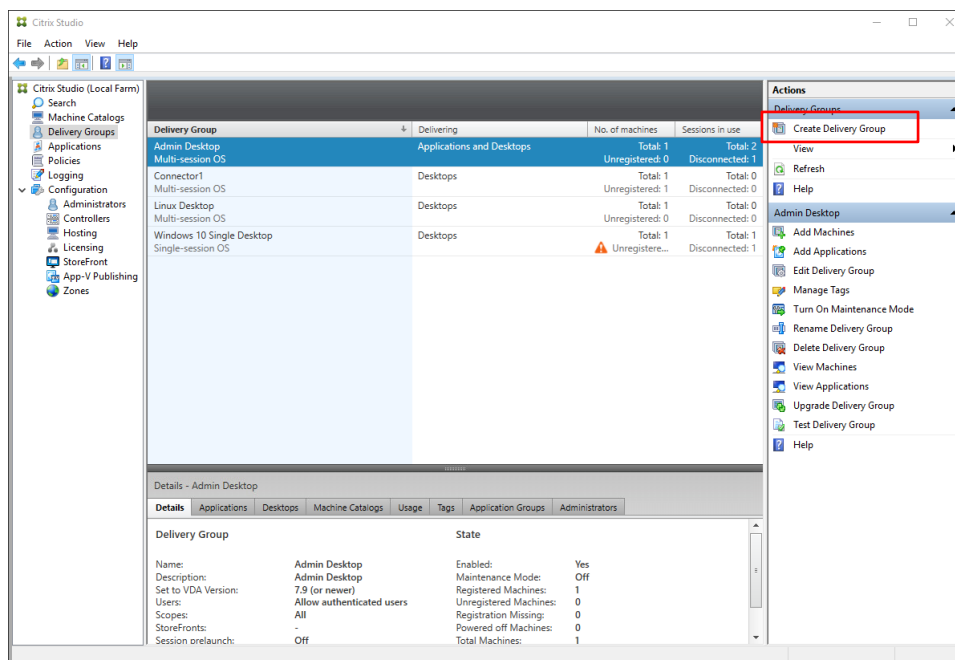 Citrix Studio
File Action View Help
Citrix Studio (Local Farm)
Search
Machine Catalogs
Delivery Groups
Applications
Policies
Logging
Configuration
Administrators
Controllers
Hosting
Licensing
StoreFront
App-V Publishing
Zones
Delivery Group Delivering No. of machines Sessions in use
Admin Desktop Applications and Desktops Total: 1 Total: 2
Multi-session OS Unregistered: 0 Disconnected: 1
Connector1 Desktops Total: 1 Total: 0
Multi-session OS Unregistered: 1 Disconnected: 0
Linux Desktop Desktops Total: 1 Total: 0
Multi-session OS Unregistered: 0 Disconnected: 0
Windows 10 Single Desktop Desktops Total: 1 Total: 1
Single-session OS Unregistere... Disconnected: 1
Details - Admin Desktop
Details Applications Desktops Machine Catalogs Usage Tags Application Groups Administrators
Delivery Group State
Name: Admin Desktop Enabled: Yes
Description: Admin Desktop Maintenance Mode: Off
Set to VDA Version: 7.9 (or newer) Registered Machines: 1
Users: Allow authenticated users Unregistered Machines: 0
Scopes: All Registration Missing: 0
StoreFronts: - Powered off Machines: 0
Session prelaunch: Off Total Machines: 1
Actions
Delivery Groups
Create Delivery Group
View
Refresh
Help
Admin Desktop
Add Machines
Add Applications
Edit Delivery Group
Manage Tags
Turn On Maintenance Mode
Rename Delivery Group
Delete Delivery Group
View Machines
View Applications
Upgrade Delivery Group
Test Delivery Group
Help